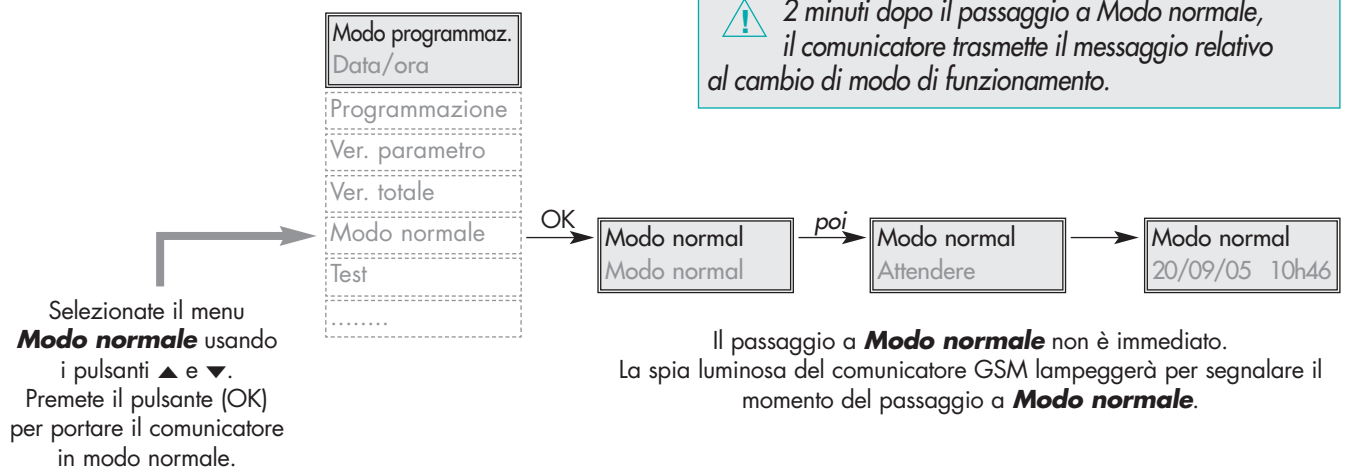 2 minuti dopo il passaggio a Modo normale,
il comunicatore trasmette il messaggio relativo
al cambio di modo di funzionamento.
Modo programmaz.
Data/ora
Programmazione
Ver. parametro
Ver. totale
Modo normale
Test
........
OK
Modo normal
Modo normal
poi
Modo normal
Attendere
Modo normal
20/09/05 10h46
Selezionate il menu
Modo normale usando
i pulsanti ▲ e ▼.
Premete il pulsante (OK)
per portare il comunicatore
in modo normale.
Il passaggio a Modo normale non è immediato.
La spia luminosa del comunicatore GSM lampeggerà per segnalare il
momento del passaggio a Modo normale.